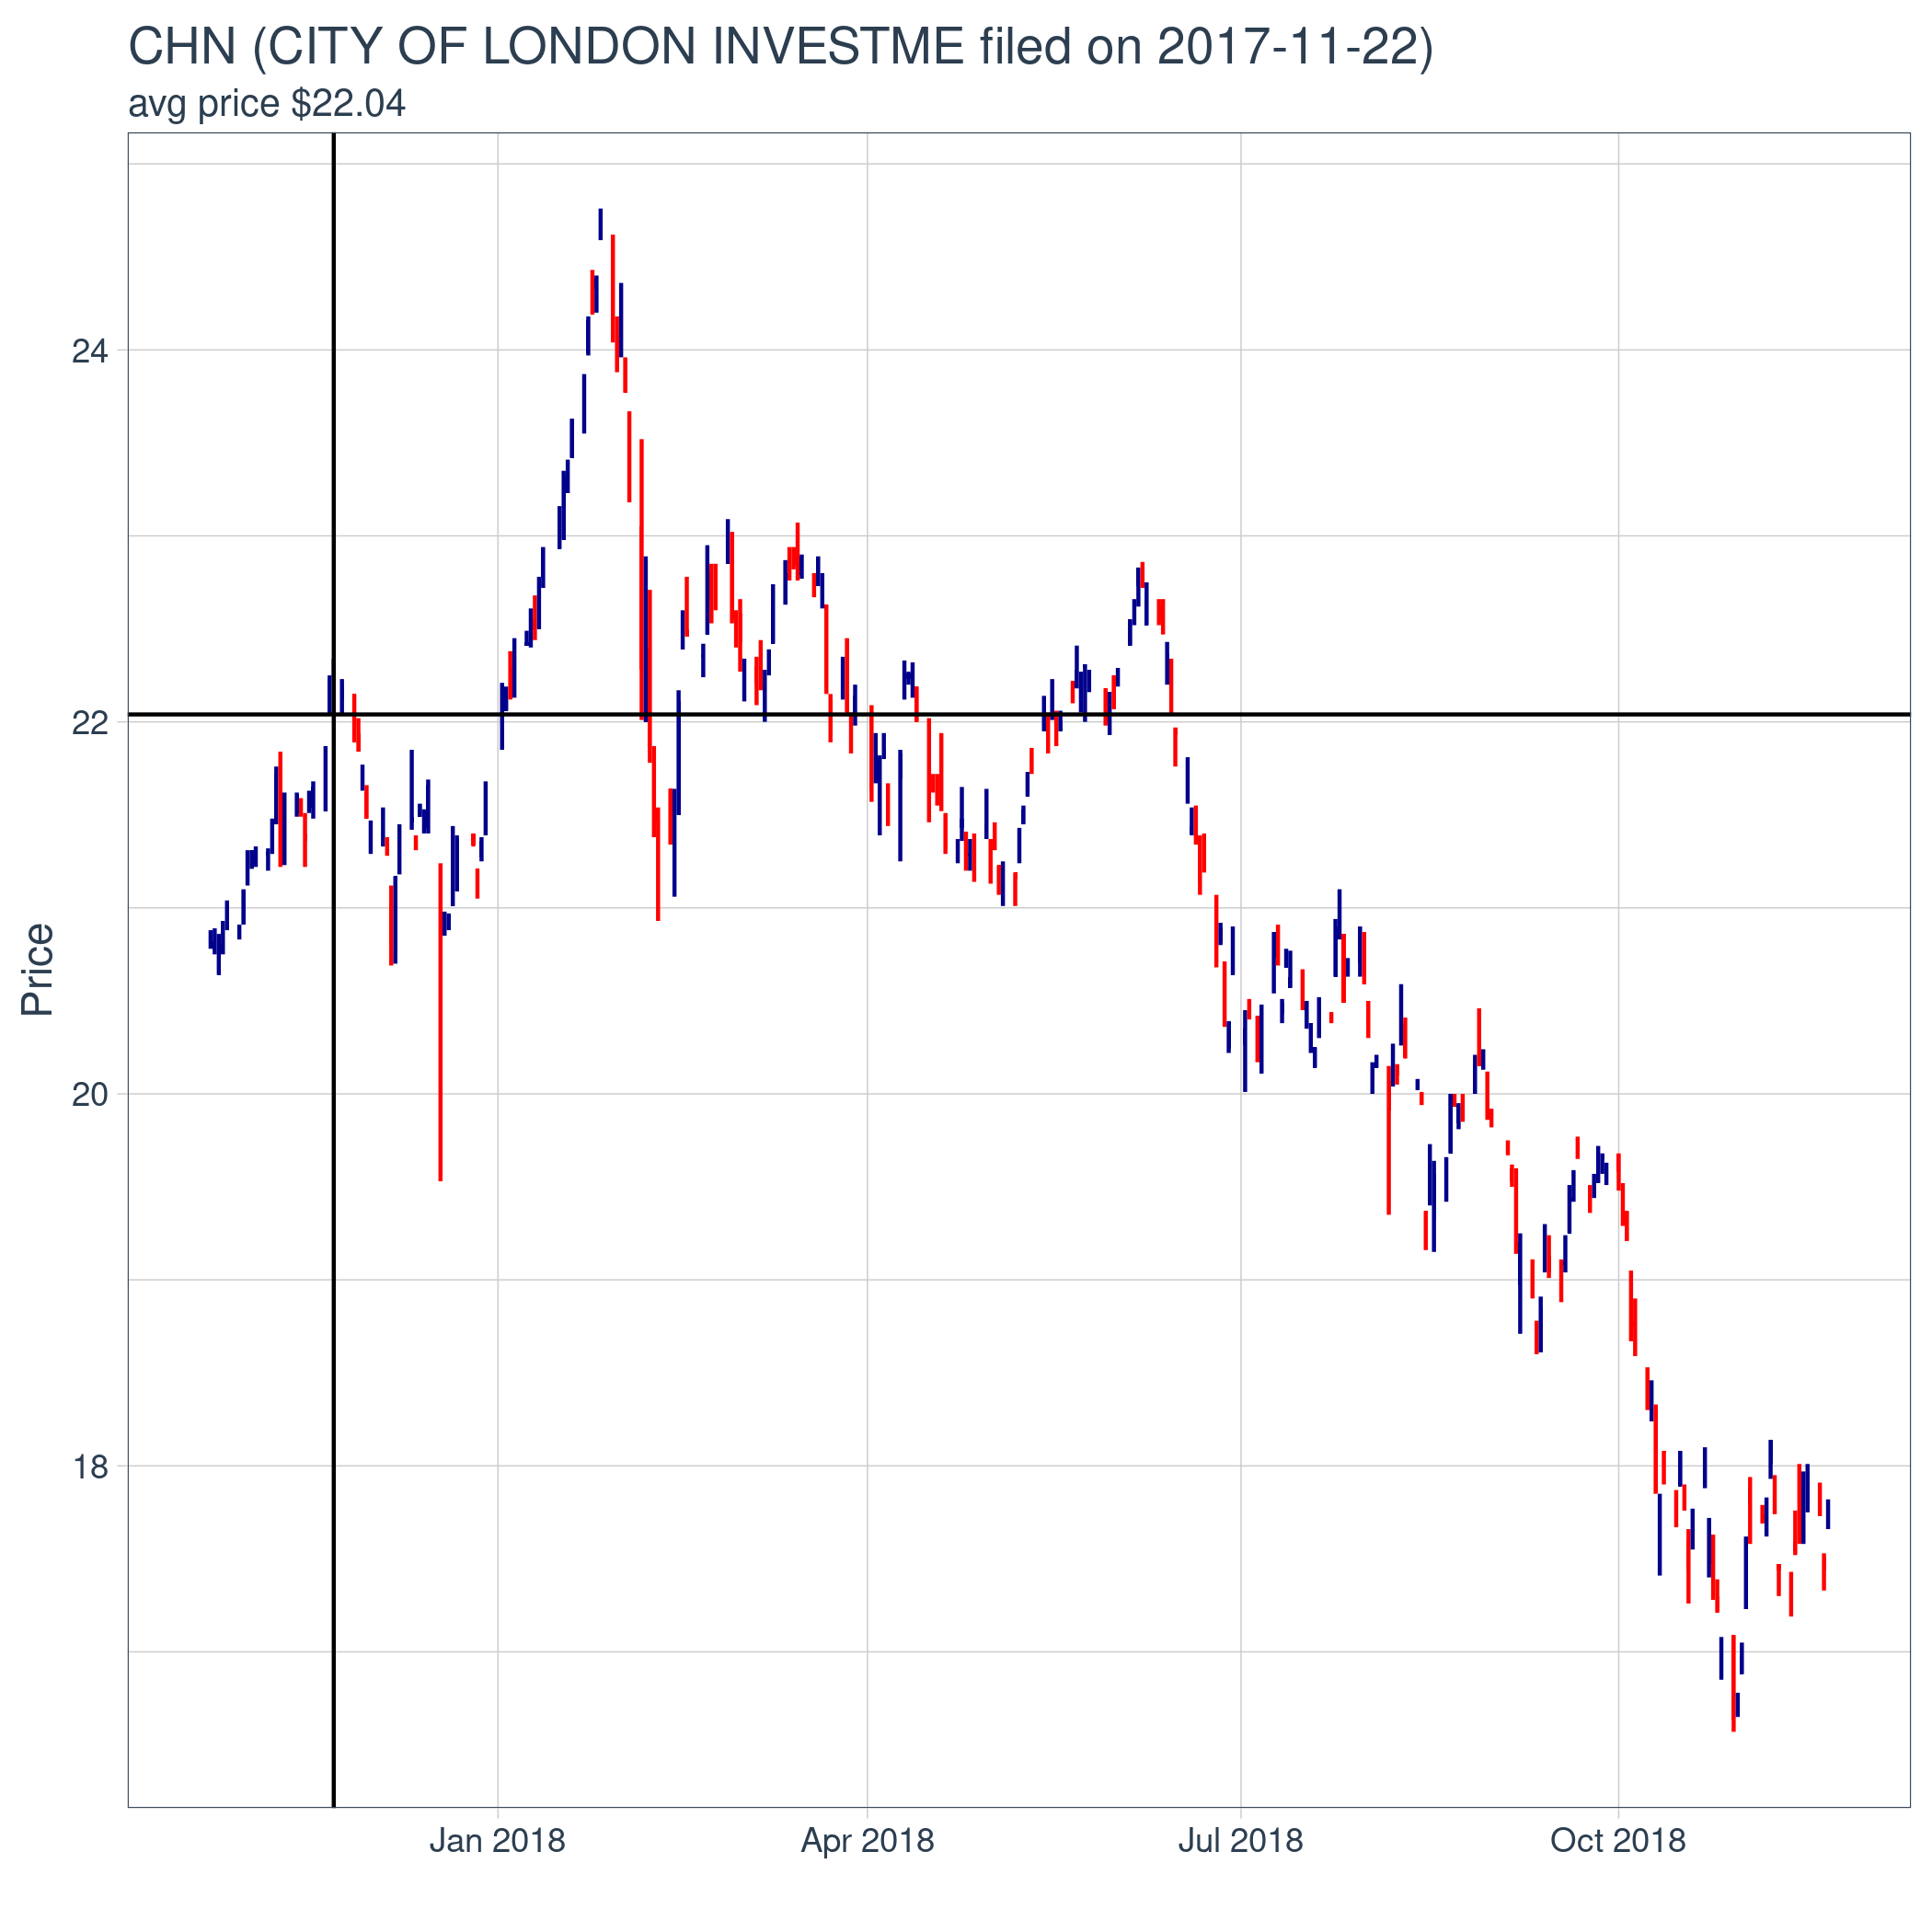 CHN (CITY OF LONDON INVESTME filed on 2017-11-22)
avg price $22.04
24
22
20
18
Price
Jan 2018
Apr 2018
Jul 2018
Oct 2018